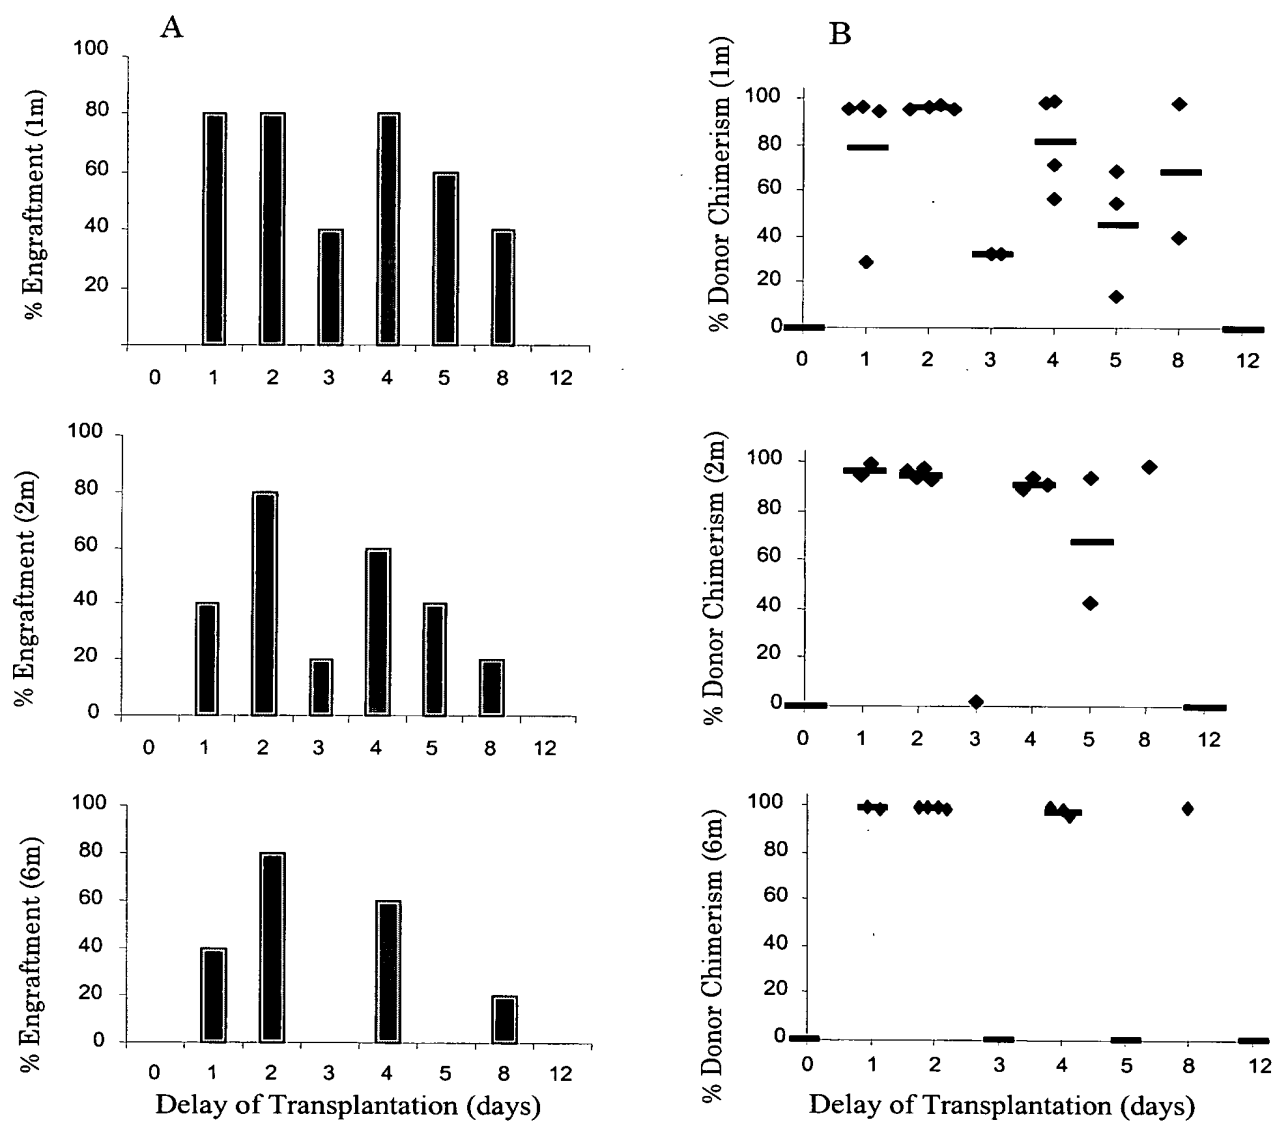 A
% Engraftment (1m)
100
80
60
40
20
0 1 2 3 4 5 8 12
B
% Donor Chimerism (1m)
100
80
60
40
20
0
0 1 2 3 4 5 8 12
% Engraftment (2m)
100
80
60
40
20
0
0 1 2 3 4 5 8 12
% Donor Chimerism (2m)
100
80
60
40
20
0
0 1 2 3 4 5 8 12
% Engraftment (6m)
100
80
60
40
20
0
0 1 2 3 4 5 8 12
Delay of Transplantation (days)
% Donor Chimerism (6m)
100
80
60
40
20
0
0 1 2 3 4 5 8 12
Delay of Transplantation (days)